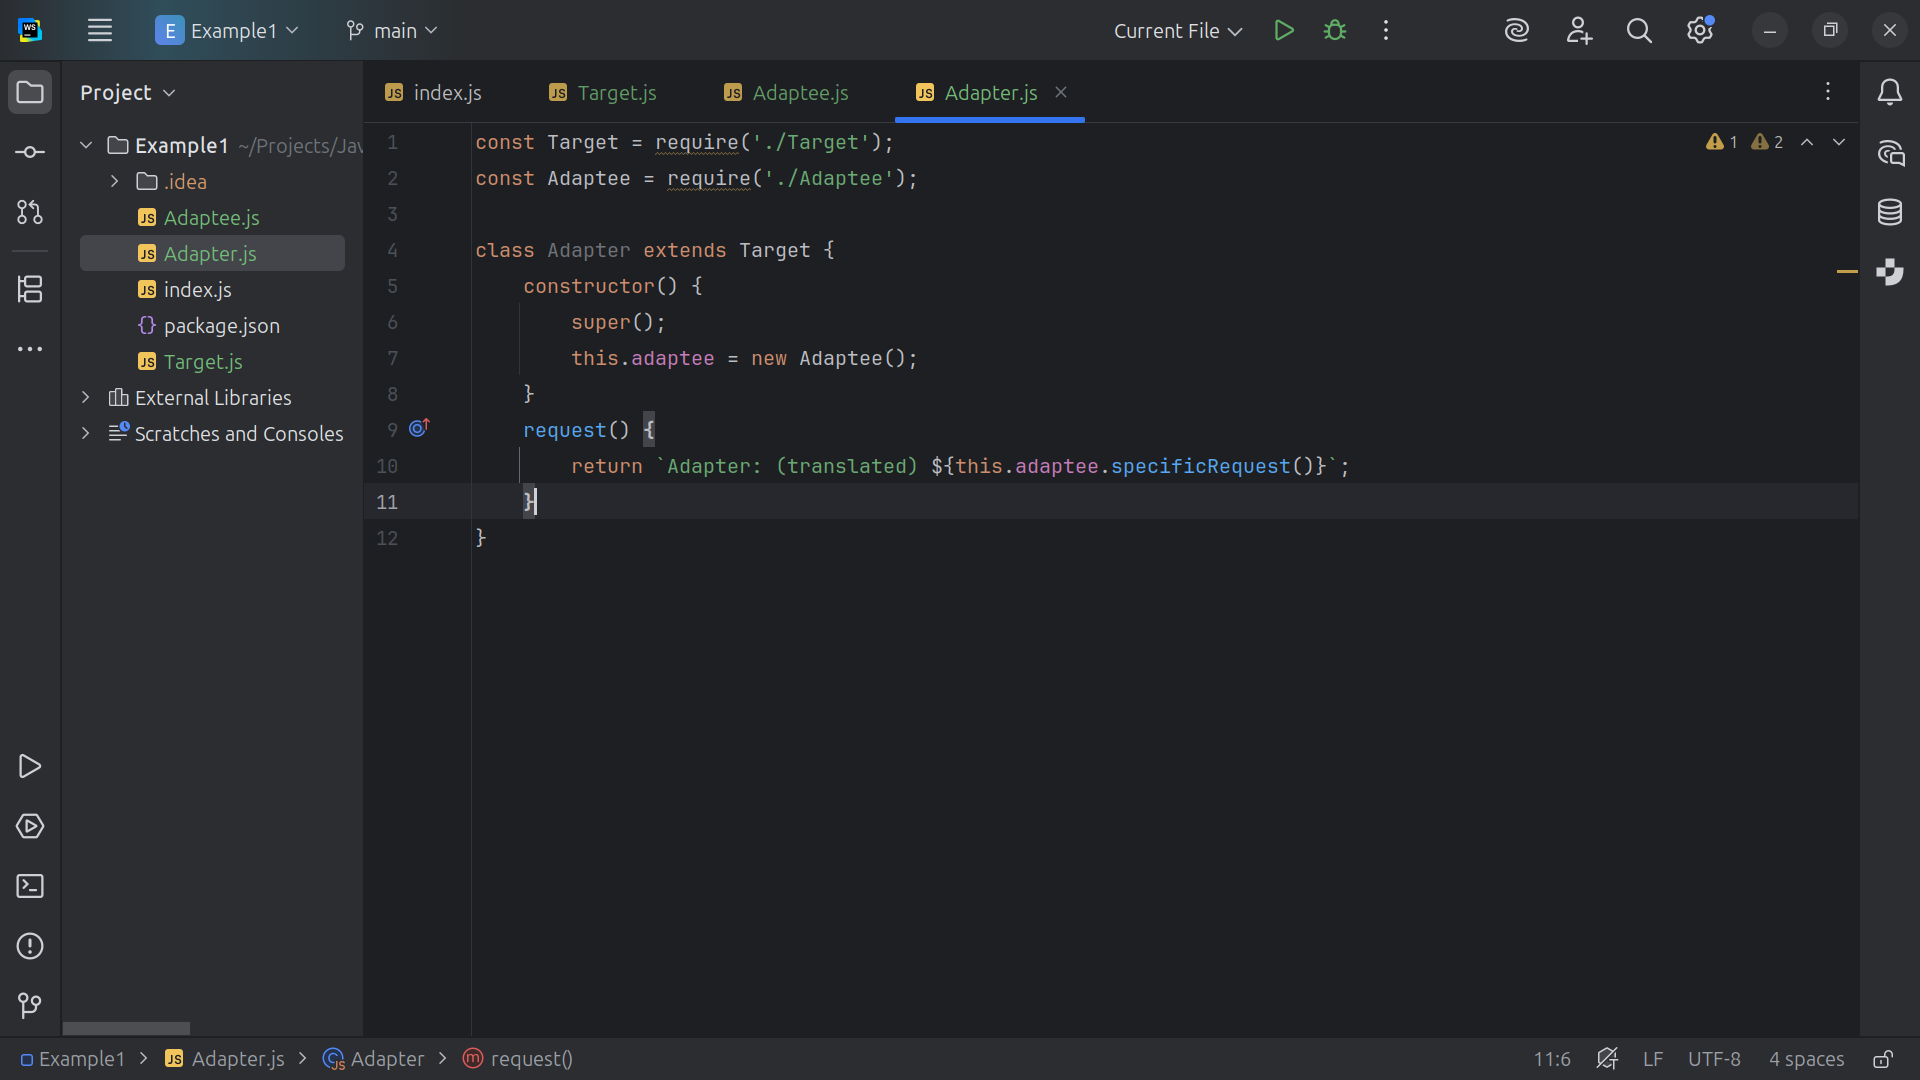 WS
E Example1
main
Current File
Project
index.js
Target.js
Adaptee.js
Adapter.js
Example1 ~/Projects/Jav
.idea
Adaptee.js
Adapter.js
index.js
package.json
Target.js
External Libraries
Scratches and Consoles
1 const Target = require('./Target');
2 const Adaptee = require('./Adaptee');
3
4 class Adapter extends Target {
5     constructor() {
6         super();
7         this.adaptee = new Adaptee();
8     }
9     request() {
10         return `Adapter: (translated) ${this.adaptee.specificRequest()}`;
11     }
12 }
1 2
Example1 > JS Adapter.js > Adapter > m request()
11:6 LF UTF-8 4 spaces